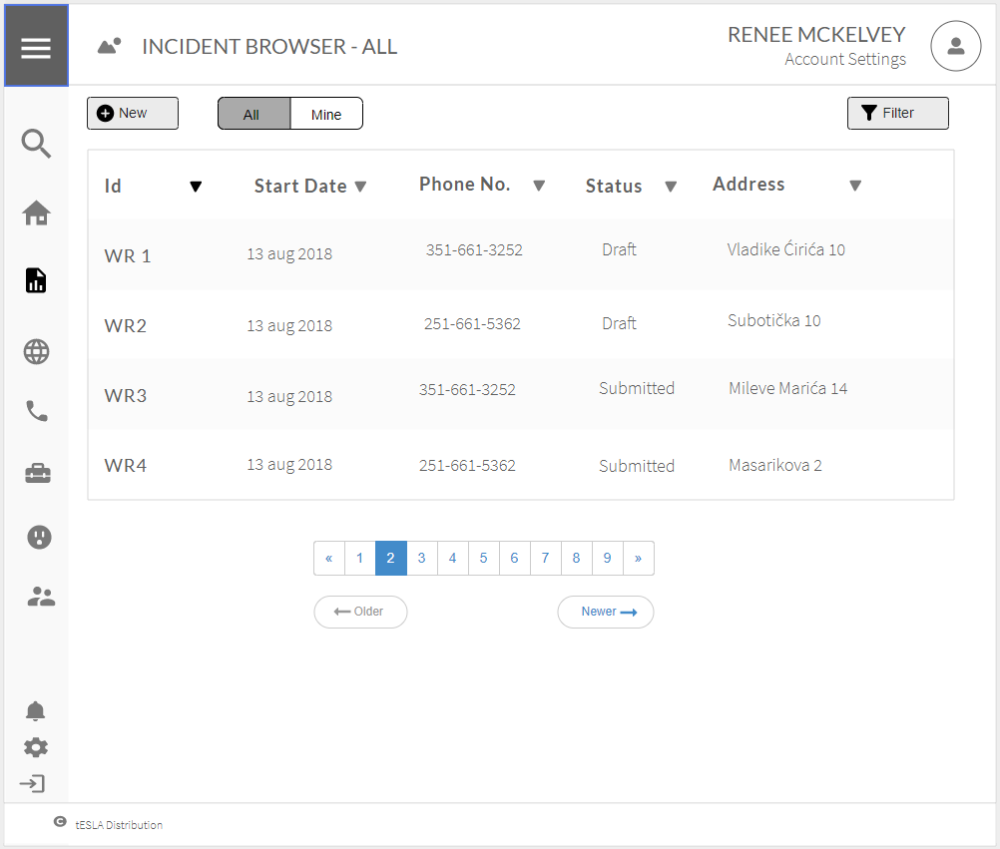 INCIDENT BROWSER - ALL
RENEE MCKELVEY
Account Settings
New
All
Mine
Filter
Id
Start Date
Phone No.
Status
Address
WR 1
13 aug 2018
351-661-3252
Draft
Vladike Ćirića 10
WR2
13 aug 2018
251-661-5362
Draft
Subotička 10
WR3
13 aug 2018
351-661-3252
Submitted
Mileve Marića 14
WR4
13 aug 2018
251-661-5362
Submitted
Masarikova 2
« 1 2 3 4 5 6 7 8 9 »
Older
Newer
tESLA Distribution